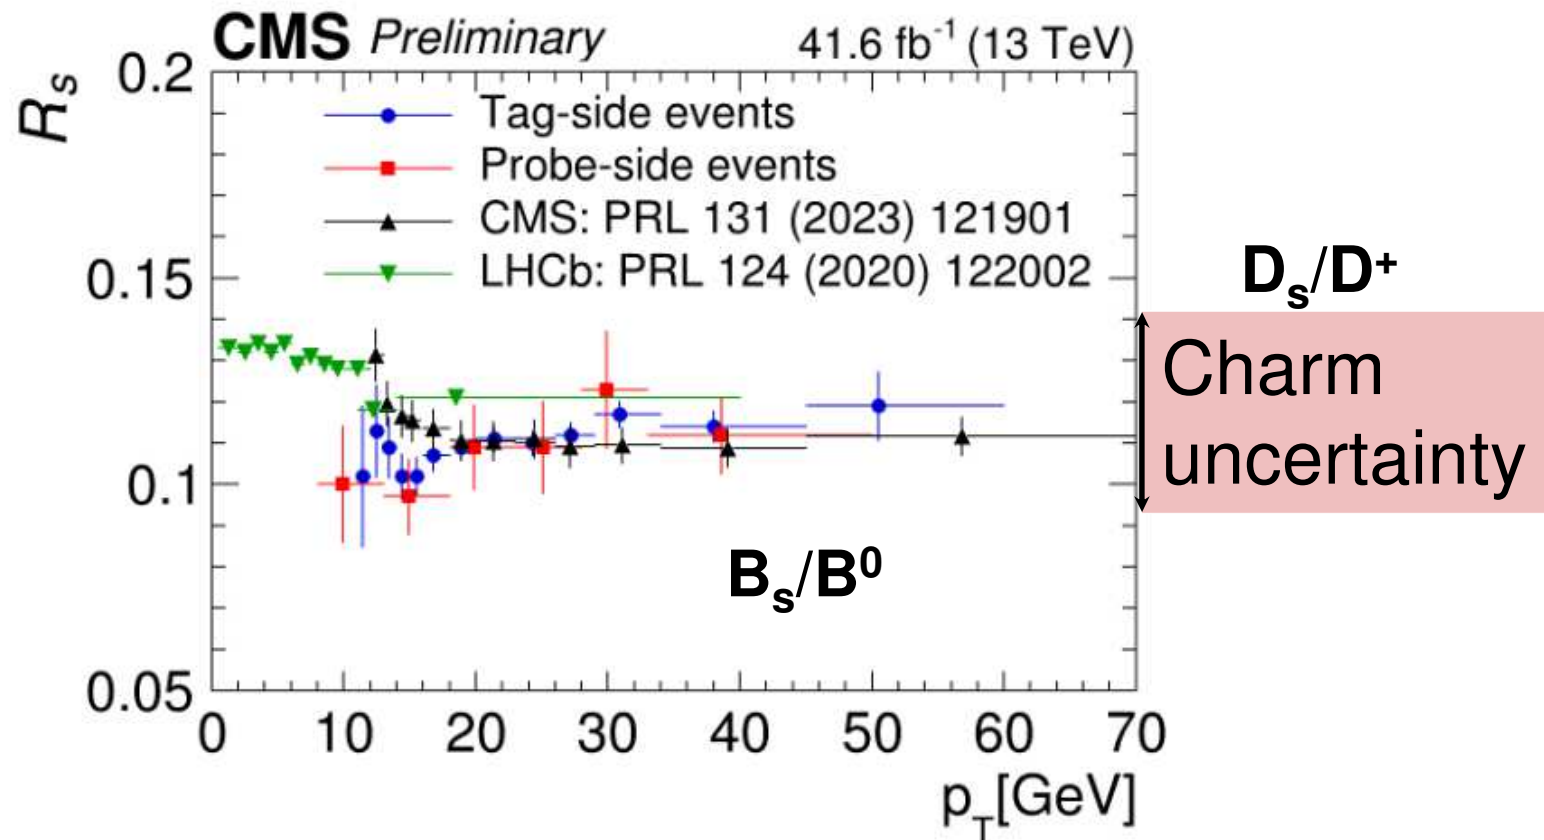 CMS Preliminary 41.6 fb⁻¹ (13 TeV)
Rₛ
0.2
0.15
0.1
0.05
Tag-side events
Probe-side events
CMS: PRL 131 (2023) 121901
LHCb: PRL 124 (2020) 122002
Dₛ/D⁺
Charm
uncertainty
Bₛ/B⁰
0 10 20 30 40 50 60 70
p_T[GeV]